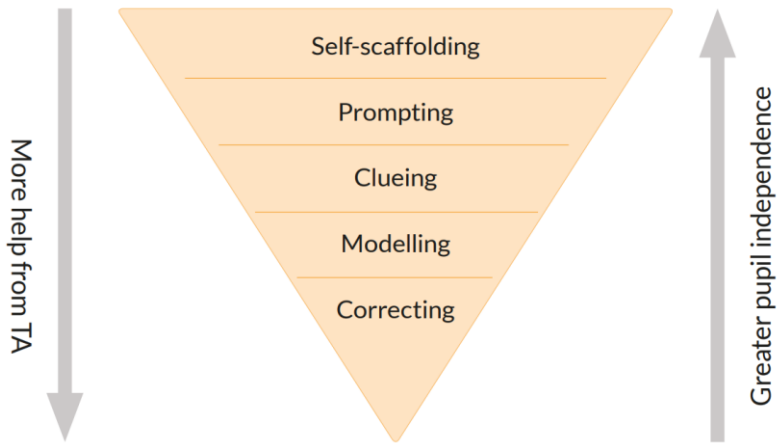 Self-scaffolding
Prompting
Clueing
Modelling
Correcting
More help from TA
Greater pupil independence